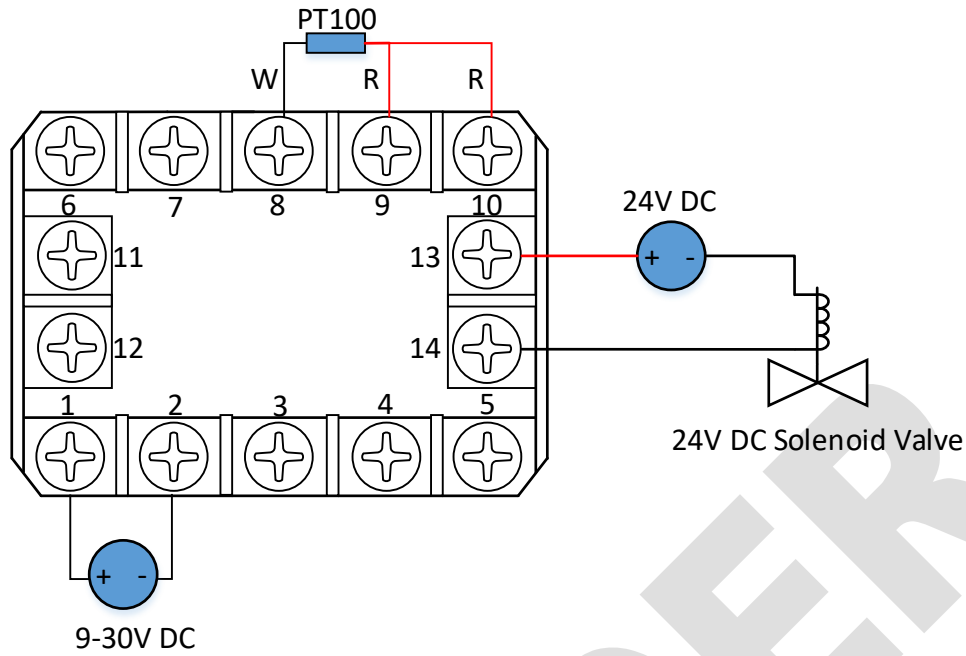 PT100
W R R
6 7 8 9 10
24V DC
11 13 + -
12 14
1 2 3 4 5
24V DC Solenoid Valve
+ -
9-30V DC
ER